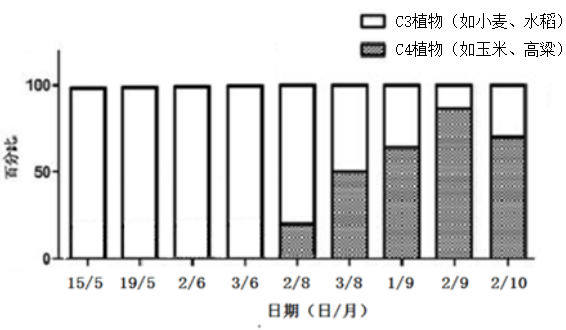 C3植物（如小麦、水稻）
C4植物（如玉米、高粱）
100
50
0
百分比
15/5 19/5 2/6 3/6 2/8 3/8 1/9 2/9 2/10
日期（日/月）